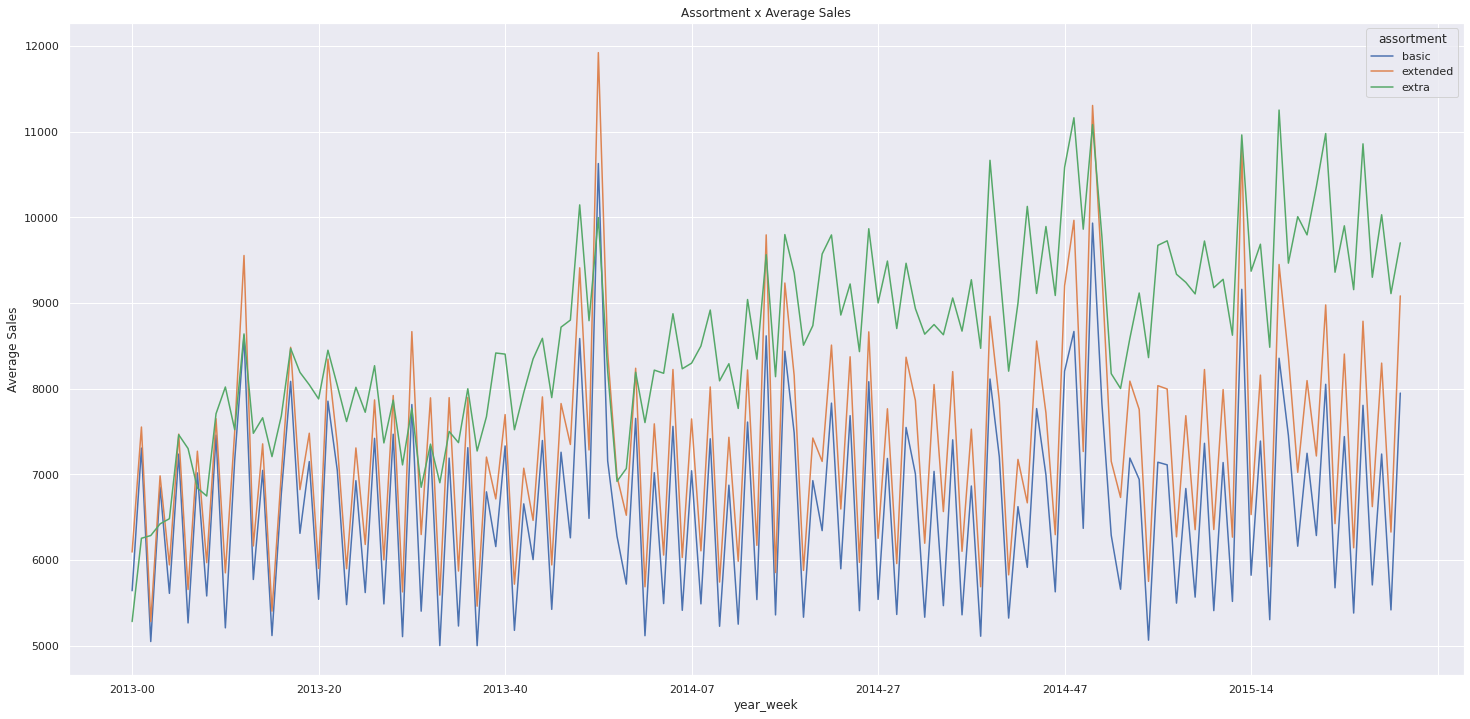 Assortment x Average Sales
12000
11000
10000
9000
8000
7000
6000
5000
Average Sales
assortment
basic
extended
extra
2013-00
2013-20
2013-40
2014-07
2014-27
2014-47
2015-14
year_week